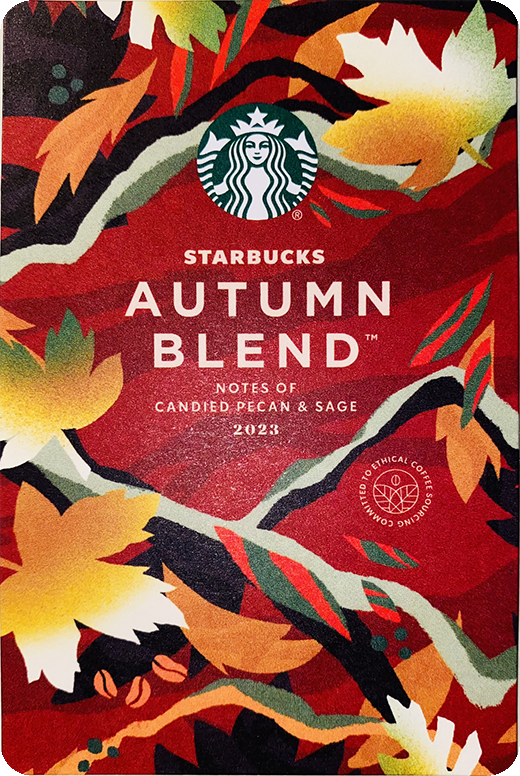 ®
STARBUCKS
AUTUMN
BLEND™
NOTES OF
CANDIED PECAN & SAGE
2023
COMMITTED TO ETHICAL COFFEE SOURCING